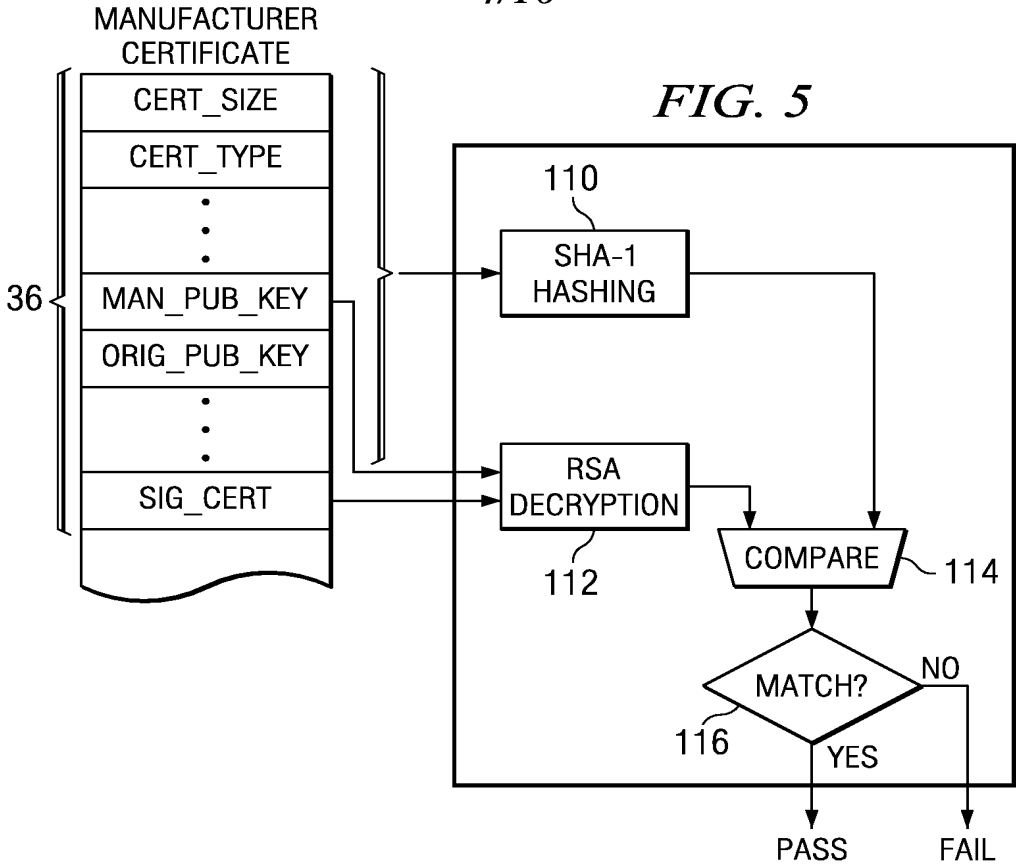 MANUFACTURER
CERTIFICATE
FIG. 5
CERT_SIZE
CERT_TYPE
110
SHA-1
HASHING
36
MAN_PUB_KEY
ORIG_PUB_KEY
RSA
DECRYPTION
SIG_CERT
112
COMPARE
114
MATCH?
NO
116
YES
PASS
FAIL